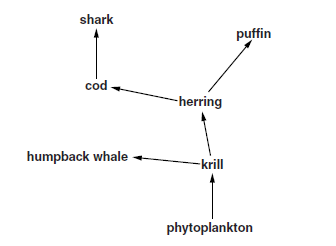 shark
puffin
cod
herring
humpback whale
krill
phytoplankton